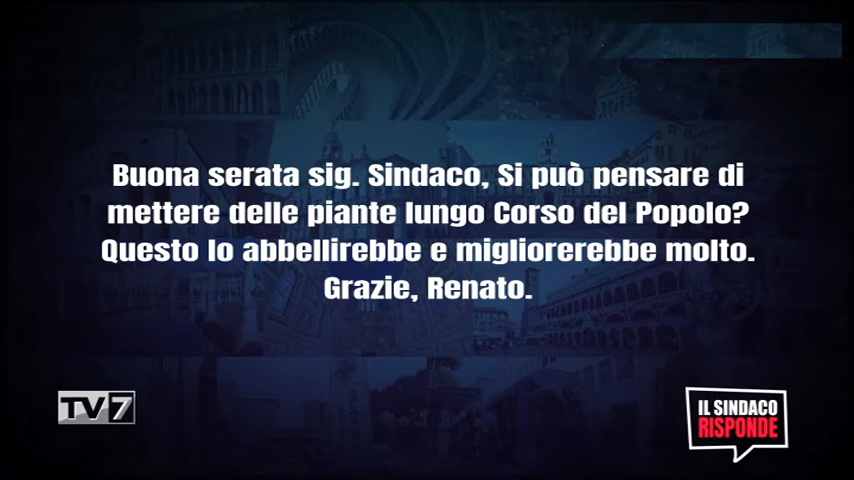 Buona serata sig. Sindaco, Si può pensare di
mettere delle piante lungo Corso del Popolo?
Questo lo abbellirebbe e migliorerebbe molto.
Grazie, Renato.
TV7
IL SINDACO
RISPONDE